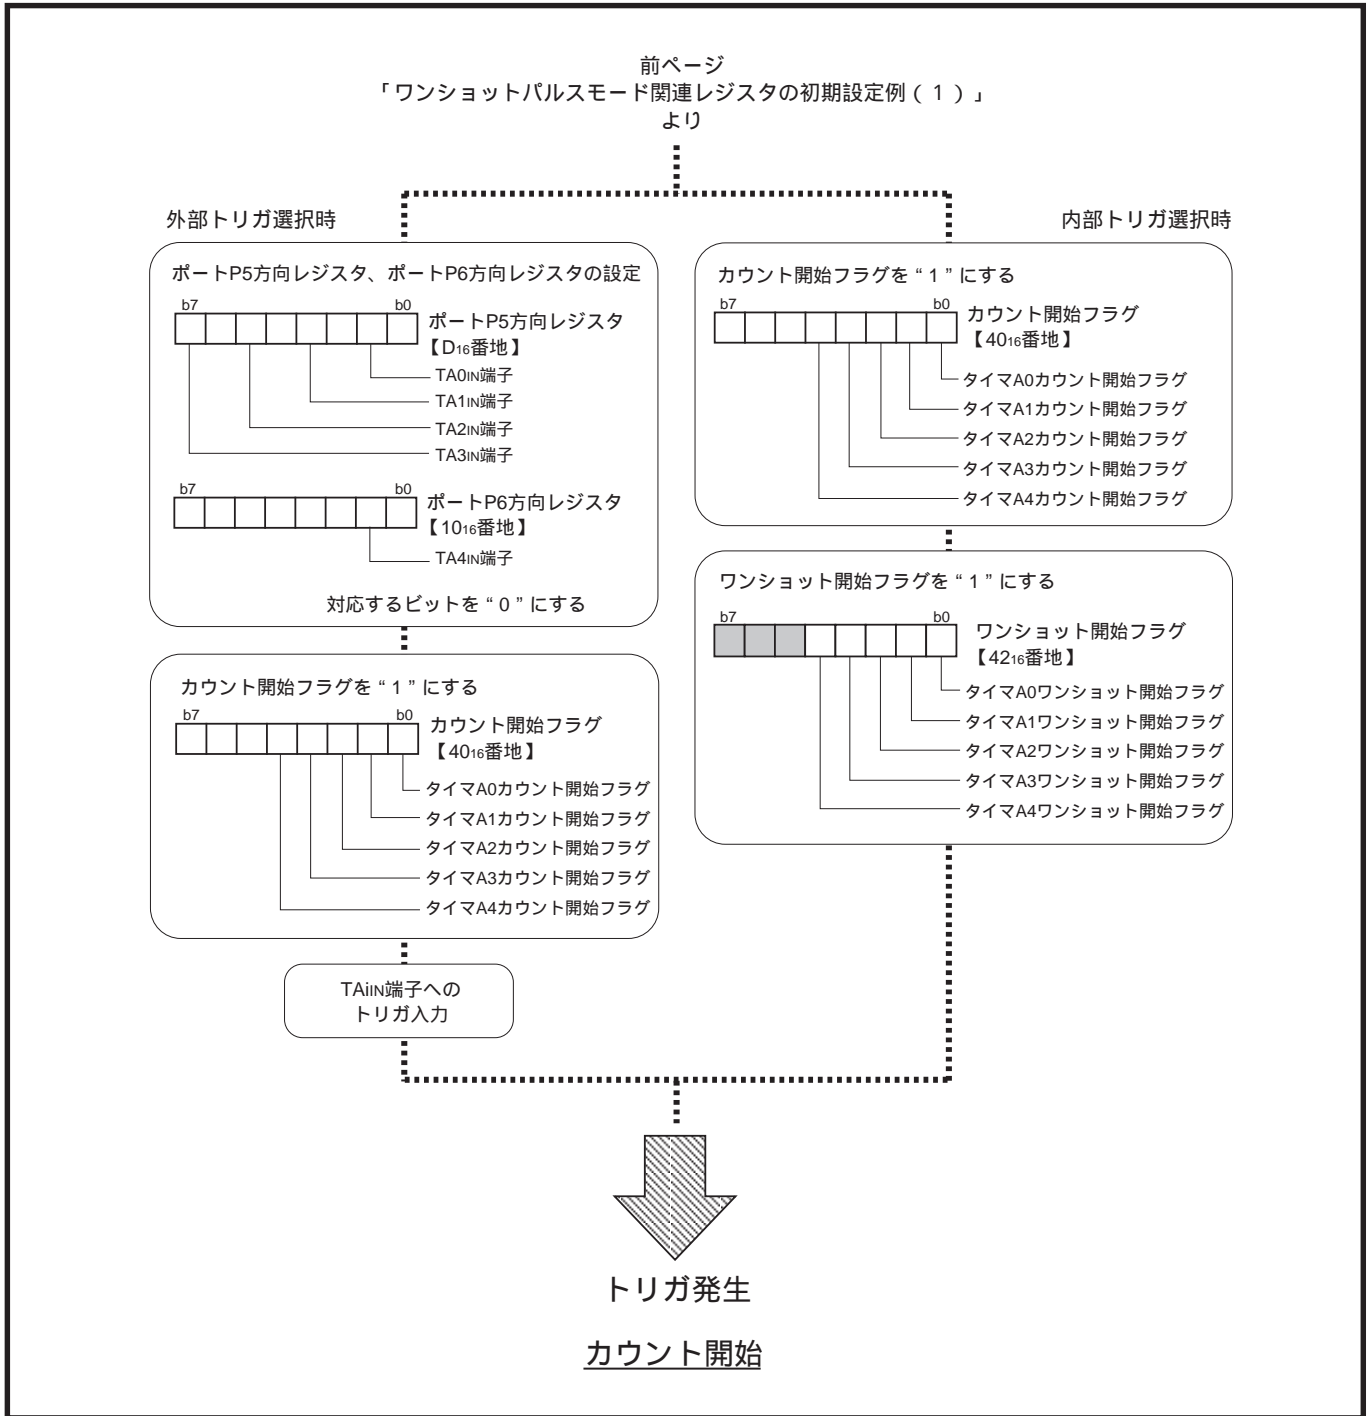 前ページ
「ワンショットパルスモード関連レジスタの初期設定例(1)」
より
外部トリガ選択時
ポートP5方向レジスタ、ポートP6方向レジスタの設定
b7 b0
ポートP5方向レジスタ
【D16番地】
TA0IN端子
TA1IN端子
TA2IN端子
TA3IN端子
b7 b0
ポートP6方向レジスタ
【1016番地】
TA4IN端子
対応するビットを“0”にする
カウント開始フラグを“1”にする
b7 b0
カウント開始フラグ
【4016番地】
タイマA0カウント開始フラグ
タイマA1カウント開始フラグ
タイマA2カウント開始フラグ
タイマA3カウント開始フラグ
タイマA4カウント開始フラグ
TAiIN端子への
トリガ入力
内部トリガ選択時
カウント開始フラグを“1”にする
b7 b0
カウント開始フラグ
【4016番地】
タイマA0カウント開始フラグ
タイマA1カウント開始フラグ
タイマA2カウント開始フラグ
タイマA3カウント開始フラグ
タイマA4カウント開始フラグ
ワンショット開始フラグを“1”にする
b7 b0
ワンショット開始フラグ
【4216番地】
タイマA0ワンショット開始フラグ
タイマA1ワンショット開始フラグ
タイマA2ワンショット開始フラグ
タイマA3ワンショット開始フラグ
タイマA4ワンショット開始フラグ
トリガ発生
カウント開始